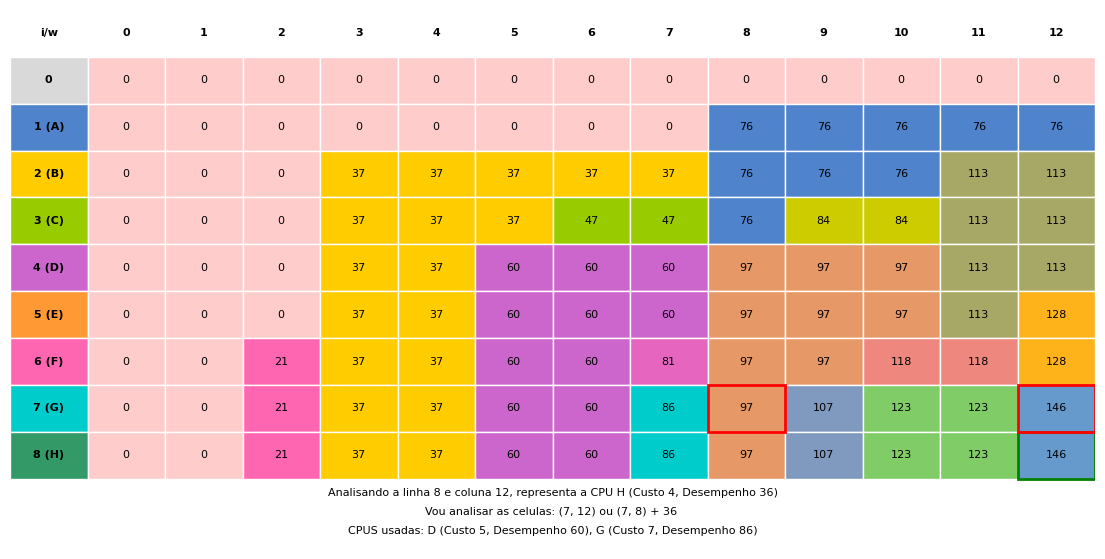 i/w 0 1 2 3 4 5 6 7 8 9 10 11 12
0 0 0 0 0 0 0 0 0 0 0 0 0 0
1 (A) 0 0 0 0 0 0 0 0 76 76 76 76 76
2 (B) 0 0 0 37 37 37 37 37 76 76 76 113 113
3 (C) 0 0 0 37 37 37 47 47 76 84 84 113 113
4 (D) 0 0 0 37 37 60 60 60 97 97 97 113 113
5 (E) 0 0 0 37 37 60 60 60 97 97 97 113 128
6 (F) 0 0 21 37 37 60 60 81 97 97 118 118 128
7 (G) 0 0 21 37 37 60 60 86 97 107 123 123 146
8 (H) 0 0 21 37 37 60 60 86 97 107 123 123 146
Analisando a linha 8 e coluna 12, representa a CPU H (Custo 4, Desempenho 36)
Vou analisar as celulas: (7, 12) ou (7, 8) + 36
CPUS usadas: D (Custo 5, Desempenho 60), G (Custo 7, Desempenho 86)